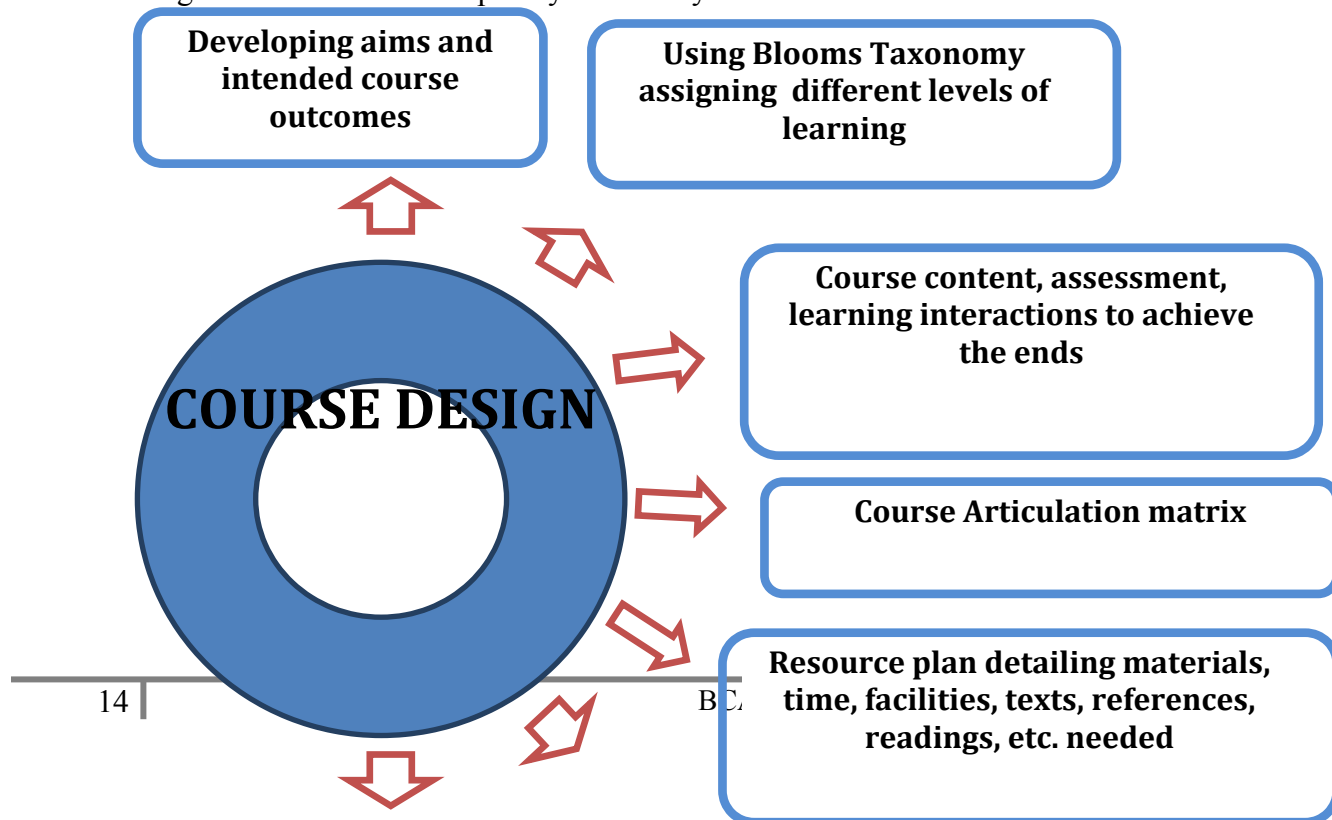 Developing aims and
intended course
outcomes
Using Blooms Taxonomy
assigning different levels of
learning
Course content, assessment,
learning interactions to achieve
the ends
COURSE DESIGN
Course Articulation matrix
Resource plan detailing materials,
time, facilities, texts, references,
readings, etc. needed
14